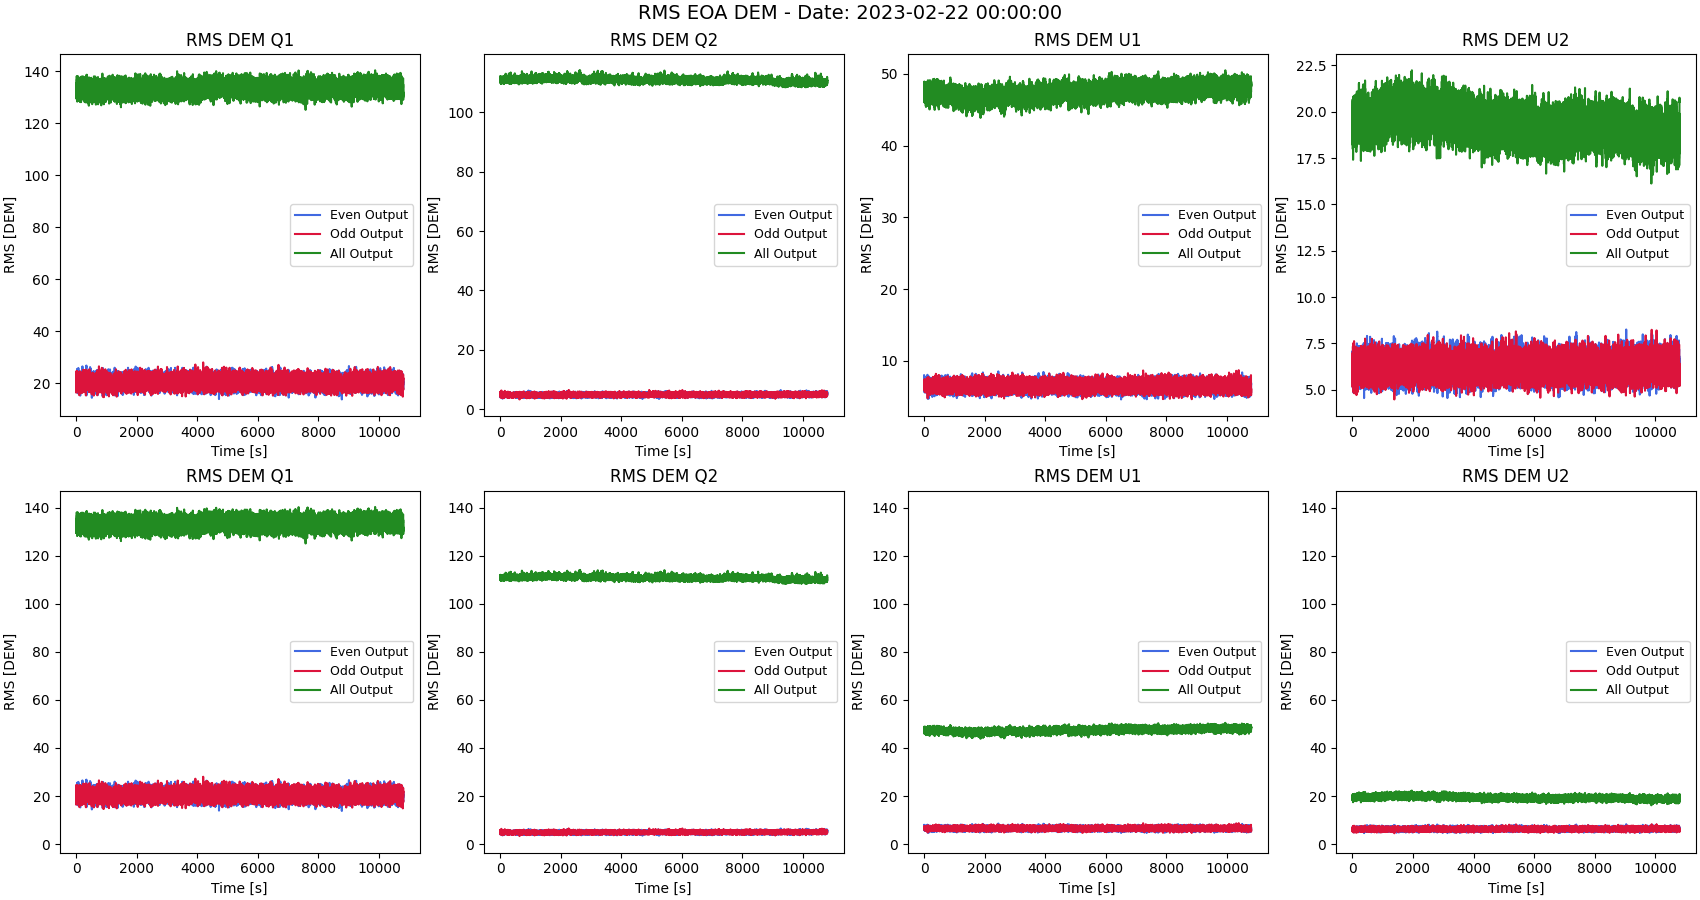 RMS EOA DEM - Date: 2023-02-22 00:00:00
RMS DEM Q1
RMS [DEM]
140
120
100
80
60
40
20
Even Output
Odd Output
All Output
0 2000 4000 6000 8000 10000
Time [s]
RMS DEM Q2
RMS [DEM]
100
80
60
40
20
0
Even Output
Odd Output
All Output
0 2000 4000 6000 8000 10000
Time [s]
RMS DEM U1
RMS [DEM]
50
40
30
20
10
Even Output
Odd Output
All Output
0 2000 4000 6000 8000 10000
Time [s]
RMS DEM U2
RMS [DEM]
22.5
20.0
17.5
15.0
12.5
10.0
7.5
5.0
Even Output
Odd Output
All Output
0 2000 4000 6000 8000 10000
Time [s]
RMS DEM Q1
RMS [DEM]
140
120
100
80
60
40
20
0
Even Output
Odd Output
All Output
0 2000 4000 6000 8000 10000
Time [s]
RMS DEM Q2
RMS [DEM]
140
120
100
80
60
40
20
0
Even Output
Odd Output
All Output
0 2000 4000 6000 8000 10000
Time [s]
RMS DEM U1
RMS [DEM]
140
120
100
80
60
40
20
0
Even Output
Odd Output
All Output
0 2000 4000 6000 8000 10000
Time [s]
RMS DEM U2
RMS [DEM]
140
120
100
80
60
40
20
0
Even Output
Odd Output
All Output
0 2000 4000 6000 8000 10000
Time [s]